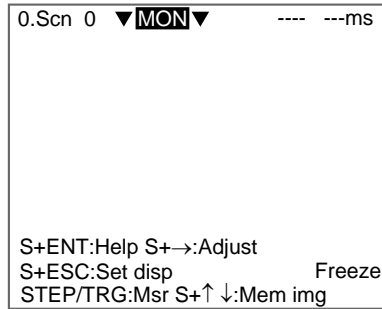 0.Scn 0 ▼MON▼ ---- ---ms
S+ENT:Help S+→:Adjust
S+ESC:Set disp Freeze
STEP/TRG:Msr S+↑ ↓:Mem img